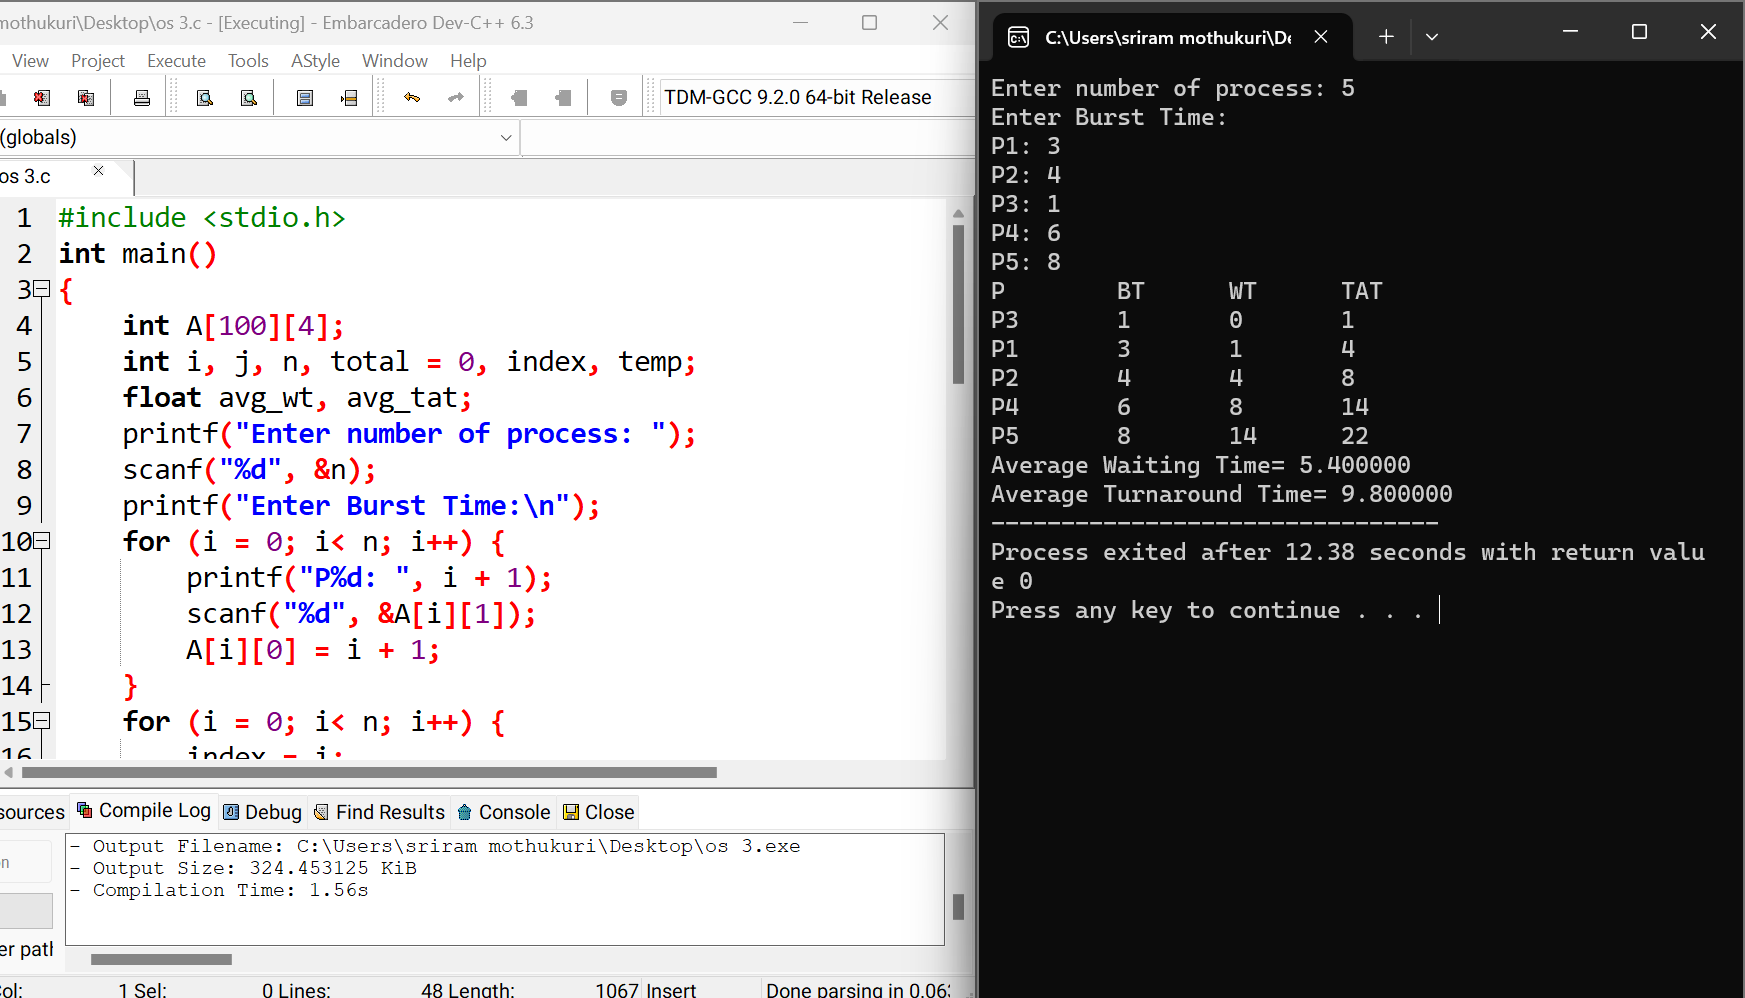 mothukuri\Desktop\os 3.c - [Executing] - Embarcadero Dev-C++ 6.3
View Project Execute Tools AStyle Window Help
TDM-GCC 9.2.0 64-bit Release
(globals)
os 3.c
1 #include <stdio.h>
2 int main()
3 {
4 int A[100][4];
5 int i, j, n, total = 0, index, temp;
6 float avg_wt, avg_tat;
7 printf("Enter number of process: ");
8 scanf("%d", &n);
9 printf("Enter Burst Time:\n");
10 for (i = 0; i< n; i++) {
11 printf("P%d: ", i + 1);
12 scanf("%d", &A[i][1]);
13 A[i][0] = i + 1;
14 }
15 for (i = 0; i< n; i++) {
16 index = i;
sources Compile Log Debug Find Results Console Close
- Output Filename: C:\Users\sriram mothukuri\Desktop\os 3.exe
- Output Size: 324.453125 KiB
- Compilation Time: 1.56s
er path
Col: 1 Sel: 0 Lines: 48 Length: 1067 Insert Done parsing in 0.063
C:\Users\sriram mothukuri\De
Enter number of process: 5
Enter Burst Time:
P1: 3
P2: 4
P3: 1
P4: 6
P5: 8
P BT WT TAT
P3 1 0 1
P1 3 1 4
P2 4 4 8
P4 6 8 14
P5 8 14 22
Average Waiting Time= 5.400000
Average Turnaround Time= 9.800000
--------------------------------
Process exited after 12.38 seconds with return valu
e 0
Press any key to continue . . .